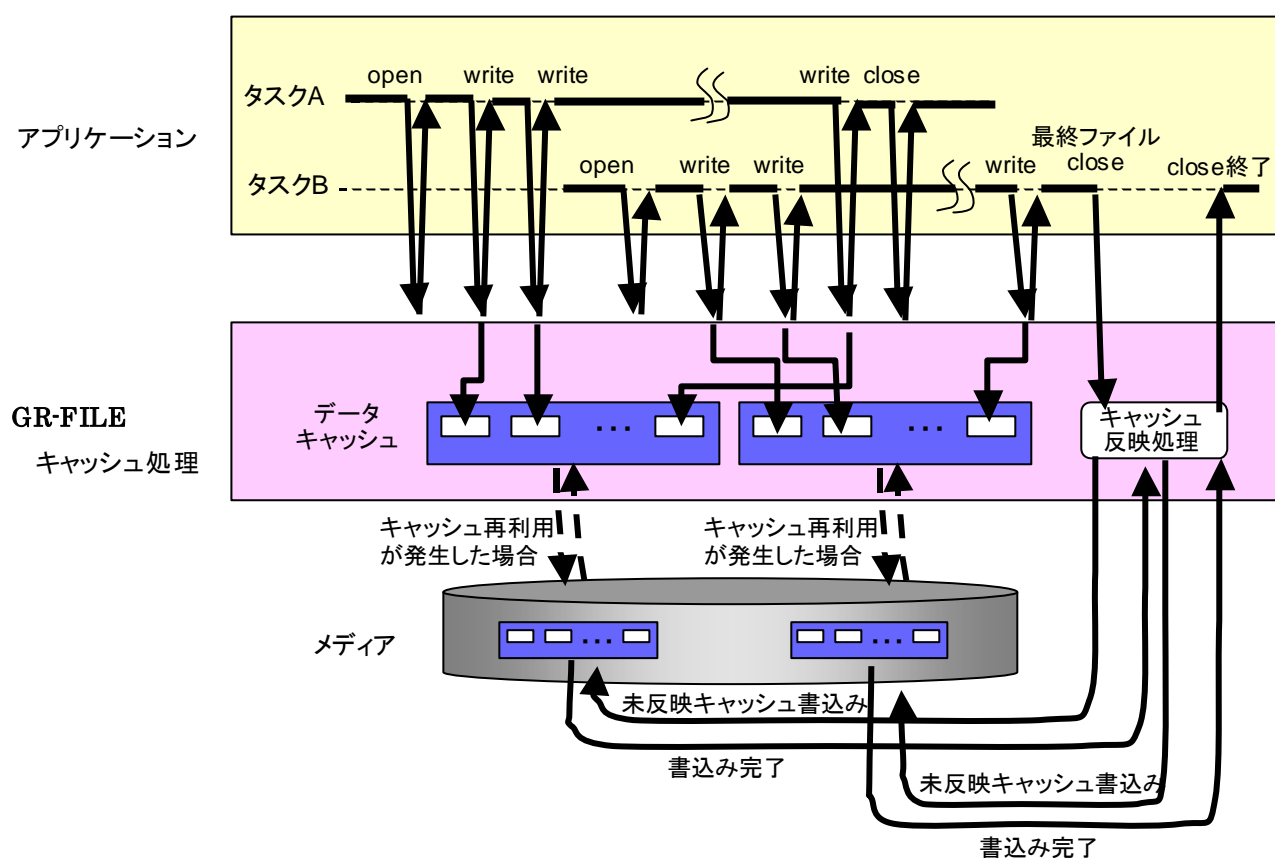 open write write write close
タスクA
アプリケーション
最終ファイル
open write write write close close終了
タスクB
GR-FILE
キャッシュ処理
データ
キャッシュ
・・・
・・・
キャッシュ
反映処理
キャッシュ再利用
が発生した場合
キャッシュ再利用
が発生した場合
メディア
・・・
・・・
未反映キャッシュ書込み
書込み完了
未反映キャッシュ書込み
書込み完了